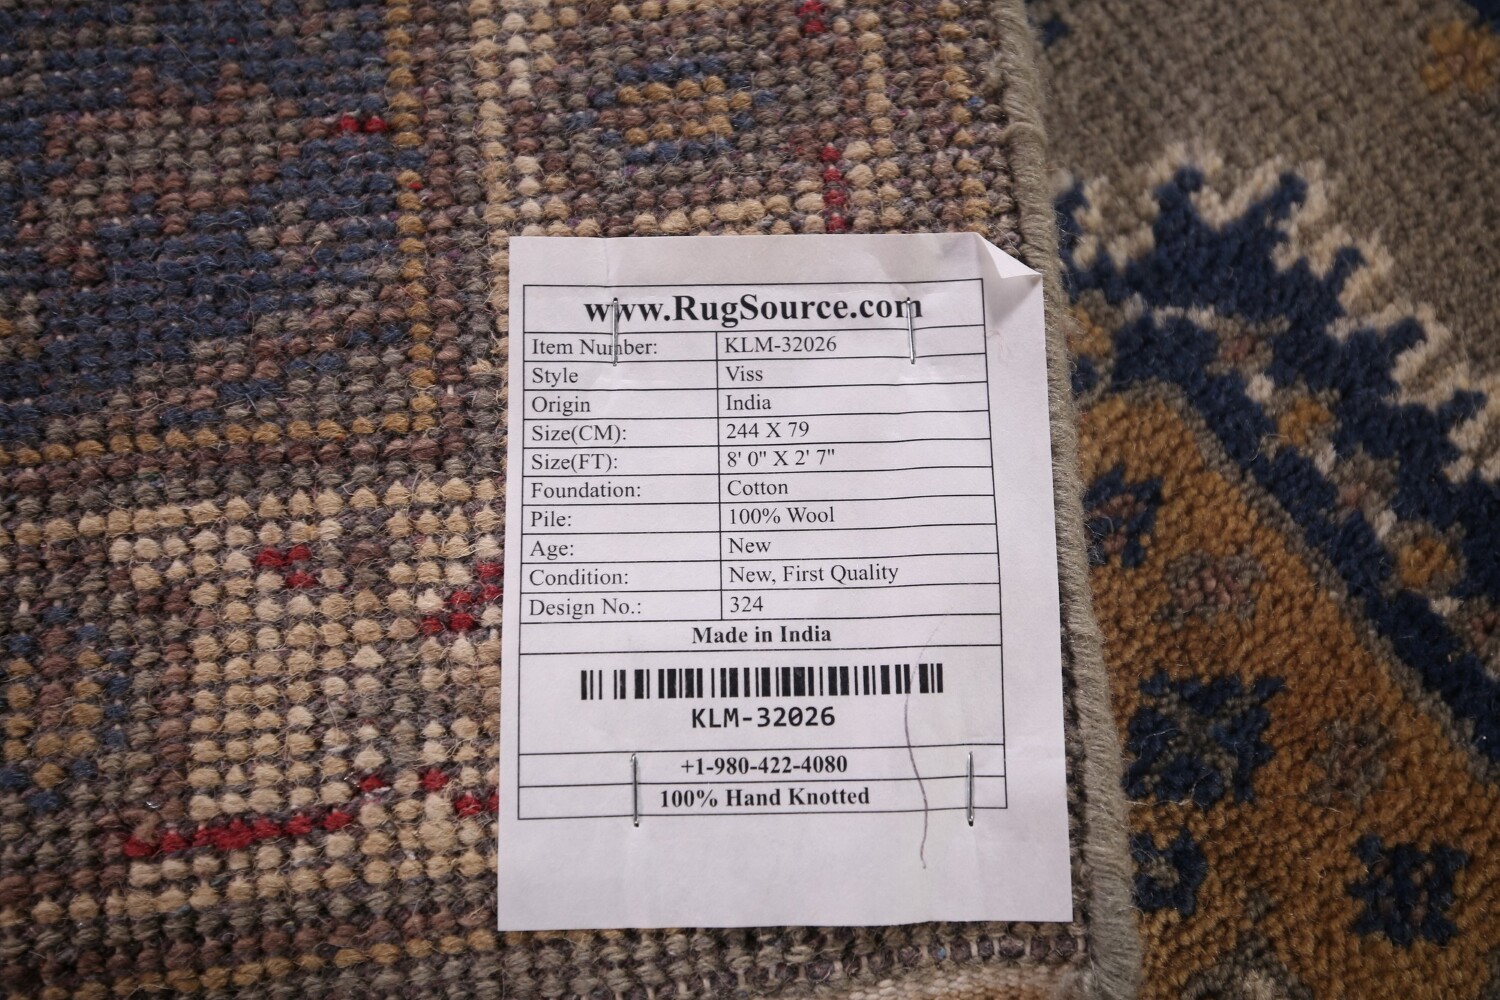 www.RugSource.com
Item Number: KLM-32026
Style Viss
Origin India
Size(CM): 244 X 79
Size(FT): 8' 0" X 2' 7"
Foundation: Cotton
Pile: 100% Wool
Age: New
Condition: New, First Quality
Design No.: 324
Made in India
KLM-32026
+1-980-422-4080
100% Hand Knotted